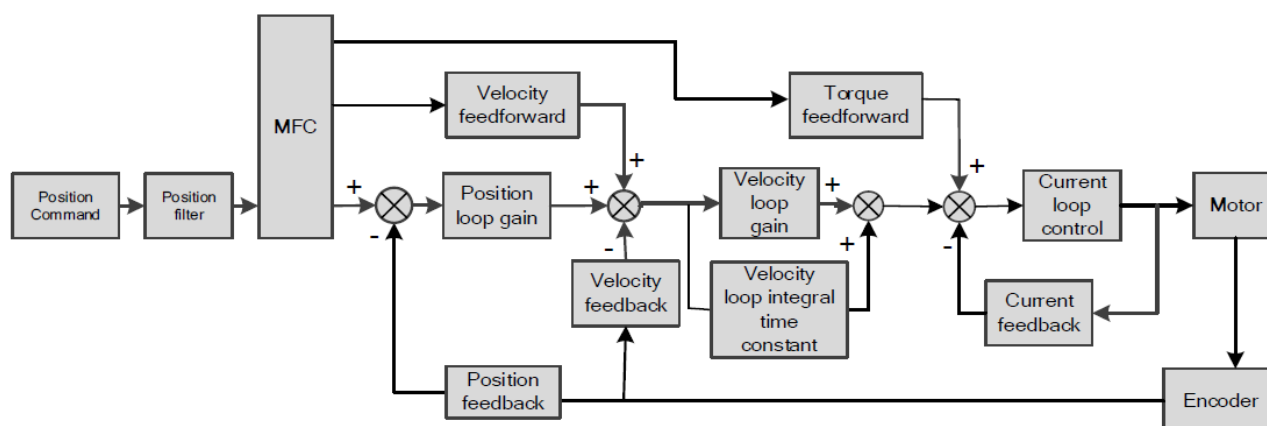 Velocity
feedforward
Torque
feedforward
MFC
+
+
Position
Command
Position
filter
+
-
Position
loop gain
+
-
Velocity
loop
gain
+
+
-
Current
loop
control
Motor
Velocity
feedback
Velocity
loop integral
time
constant
Current
feedback
Position
feedback
Encoder